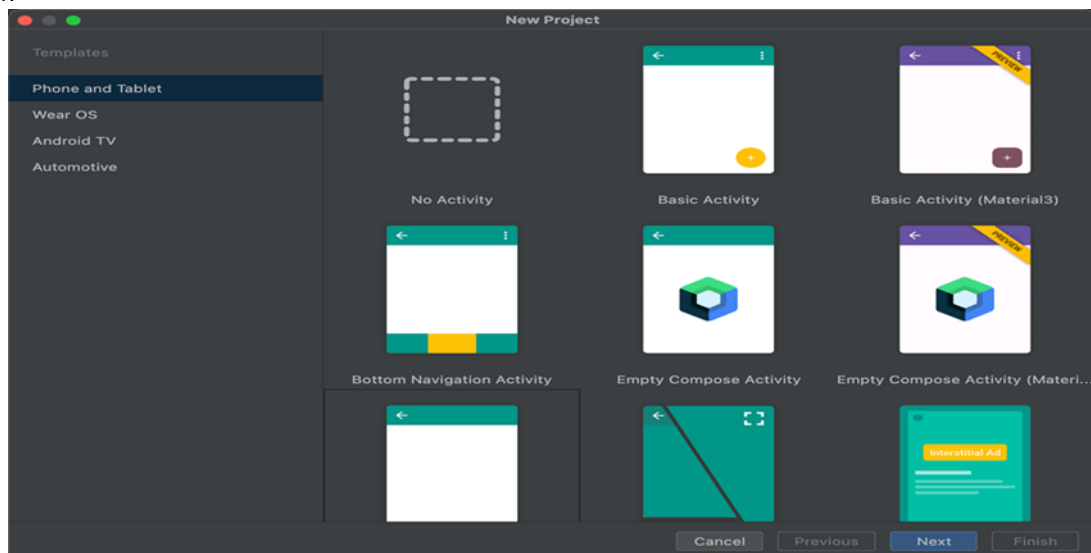 New Project
Templates
Phone and Tablet
Wear OS
Android TV
Automotive
No Activity
Basic Activity
PREVIEW
Basic Activity (Material3)
Bottom Navigation Activity
Empty Compose Activity
PREVIEW
Empty Compose Activity (Materi...
Interstitial Ad
Cancel
Previous
Next
Finish